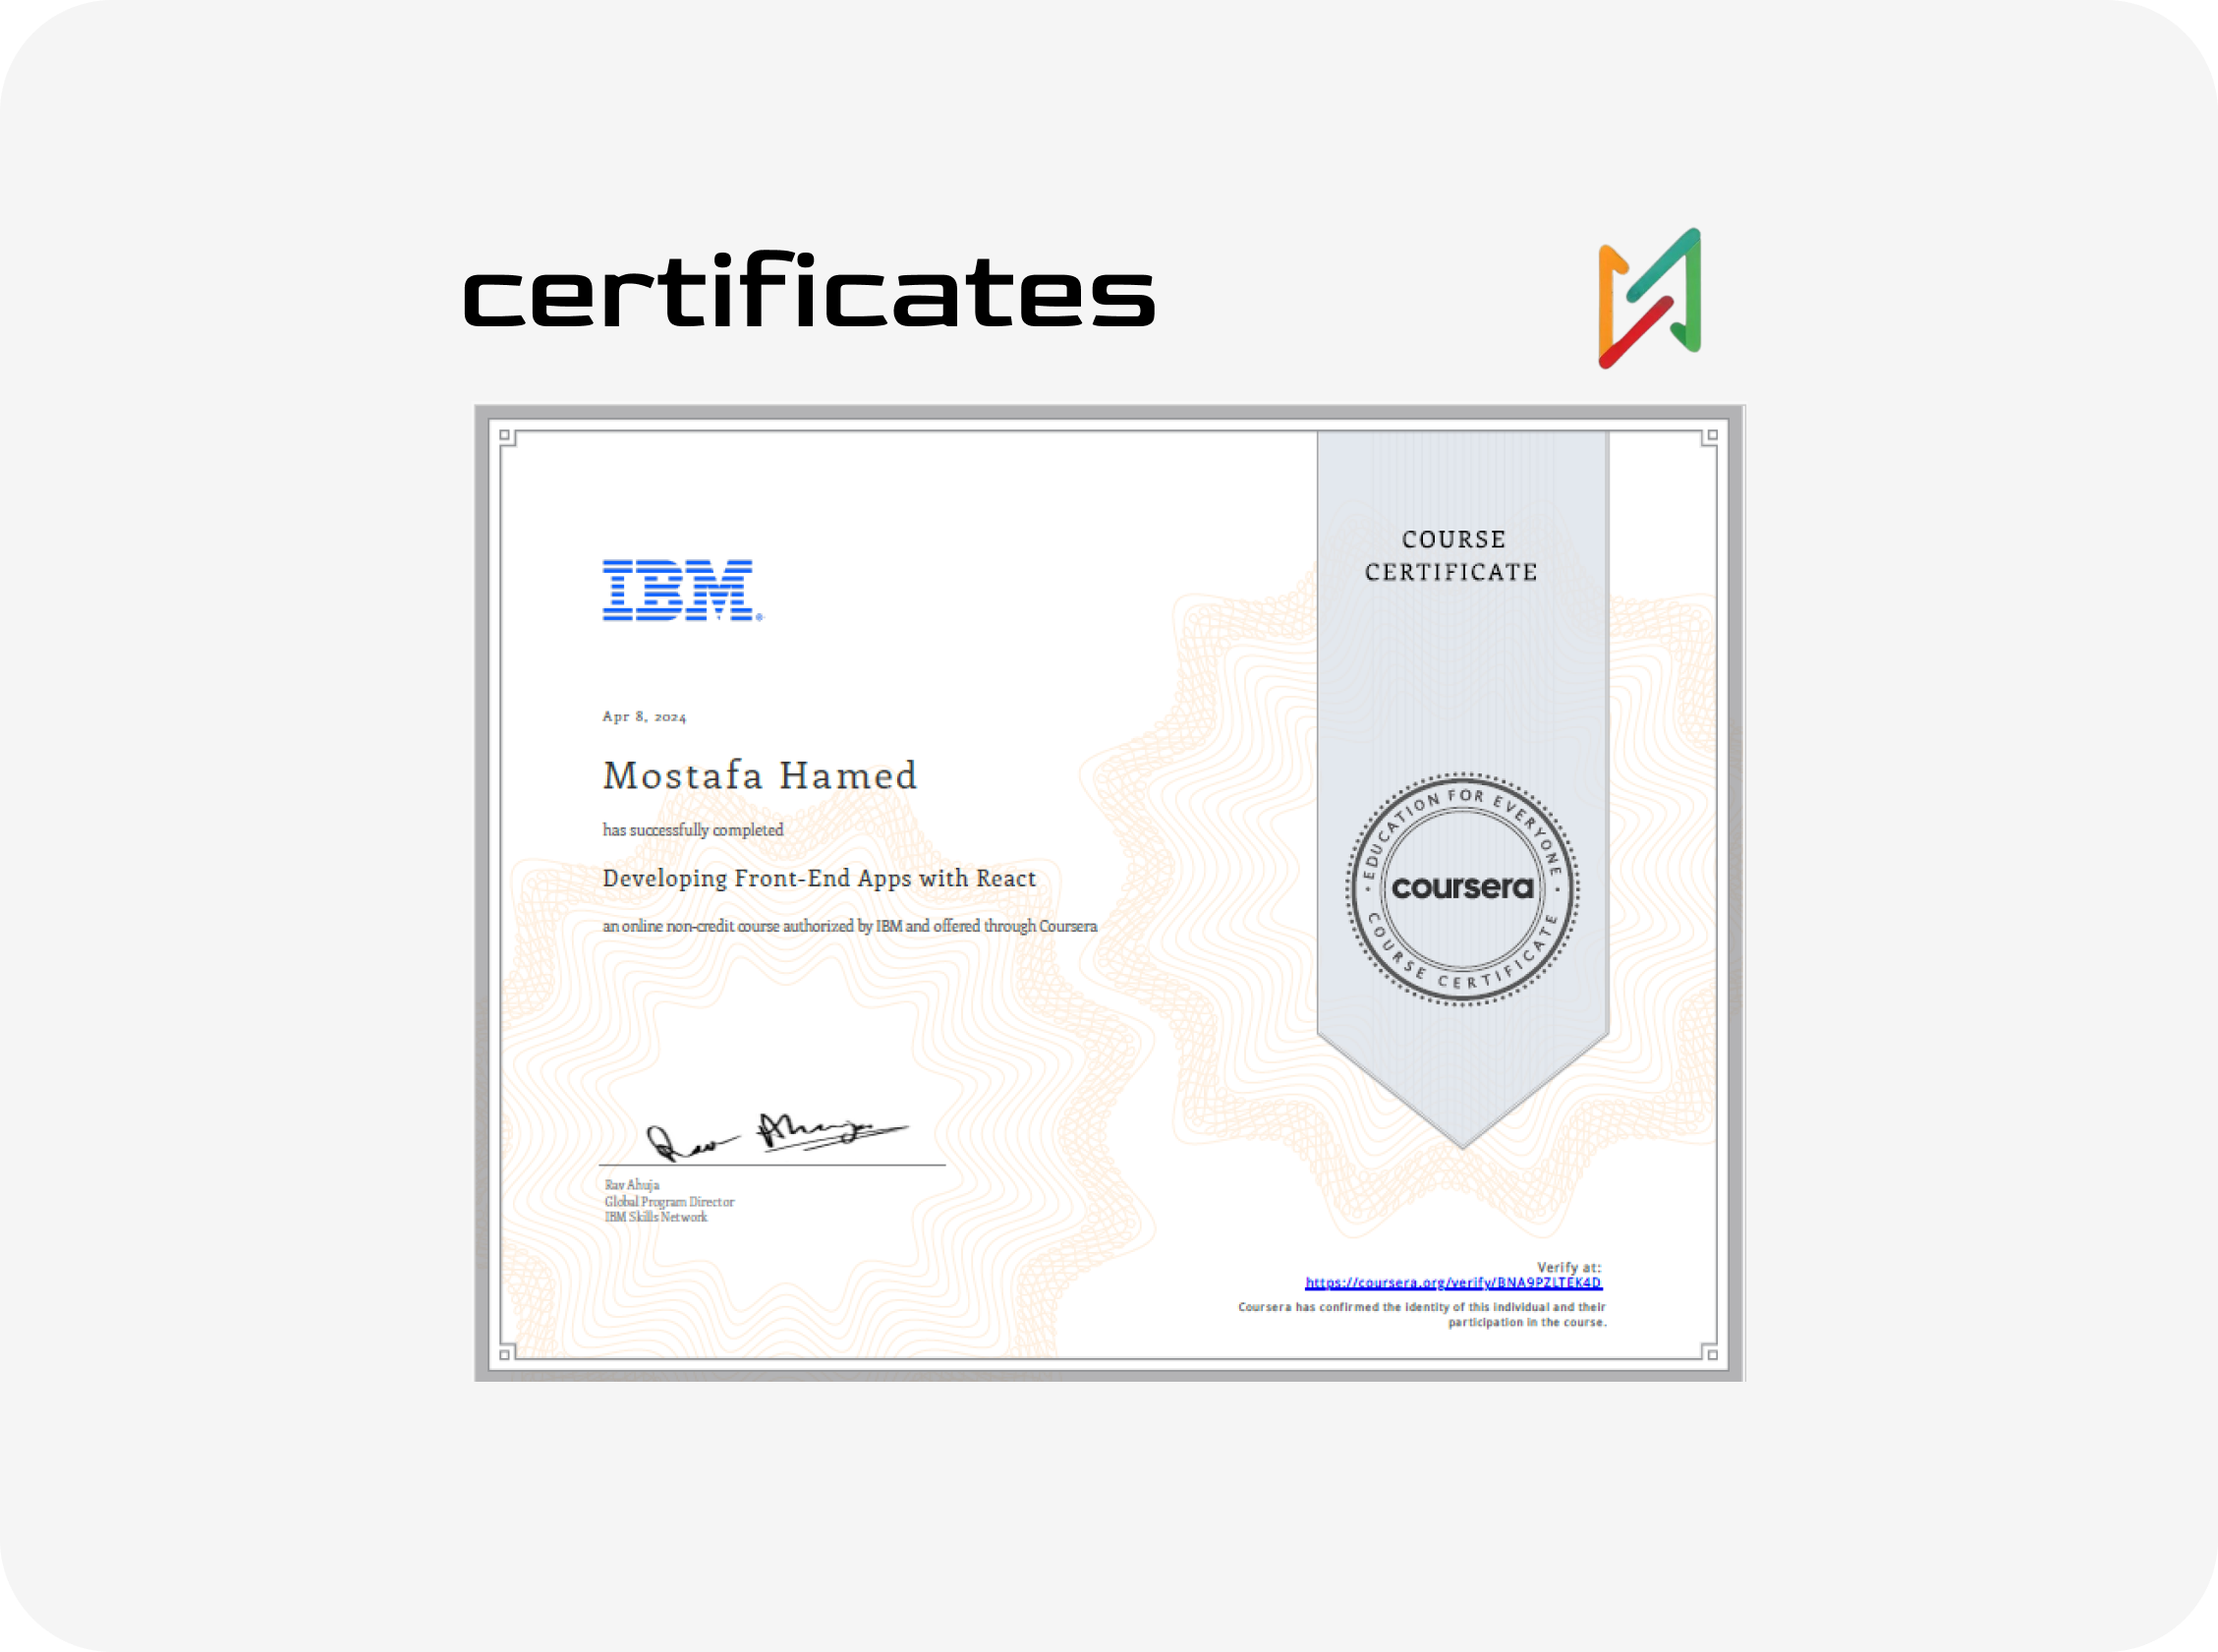 certificates
IBM®
COURSE
CERTIFICATE
Apr 8, 2024
Mostafa Hamed
has successfully completed
Developing Front-End Apps with React
an online non-credit course authorized by IBM and offered through Coursera
EDUCATION FOR EVERYONE
coursera
COURSE CERTIFICATE
Rav Ahuja
Rav Ahuja
Global Program Director
IBM Skills Network
Verify at:
https://coursera.org/verify/BNA9PZLTEK4D
Coursera has confirmed the identity of this individual and their
participation in the course.